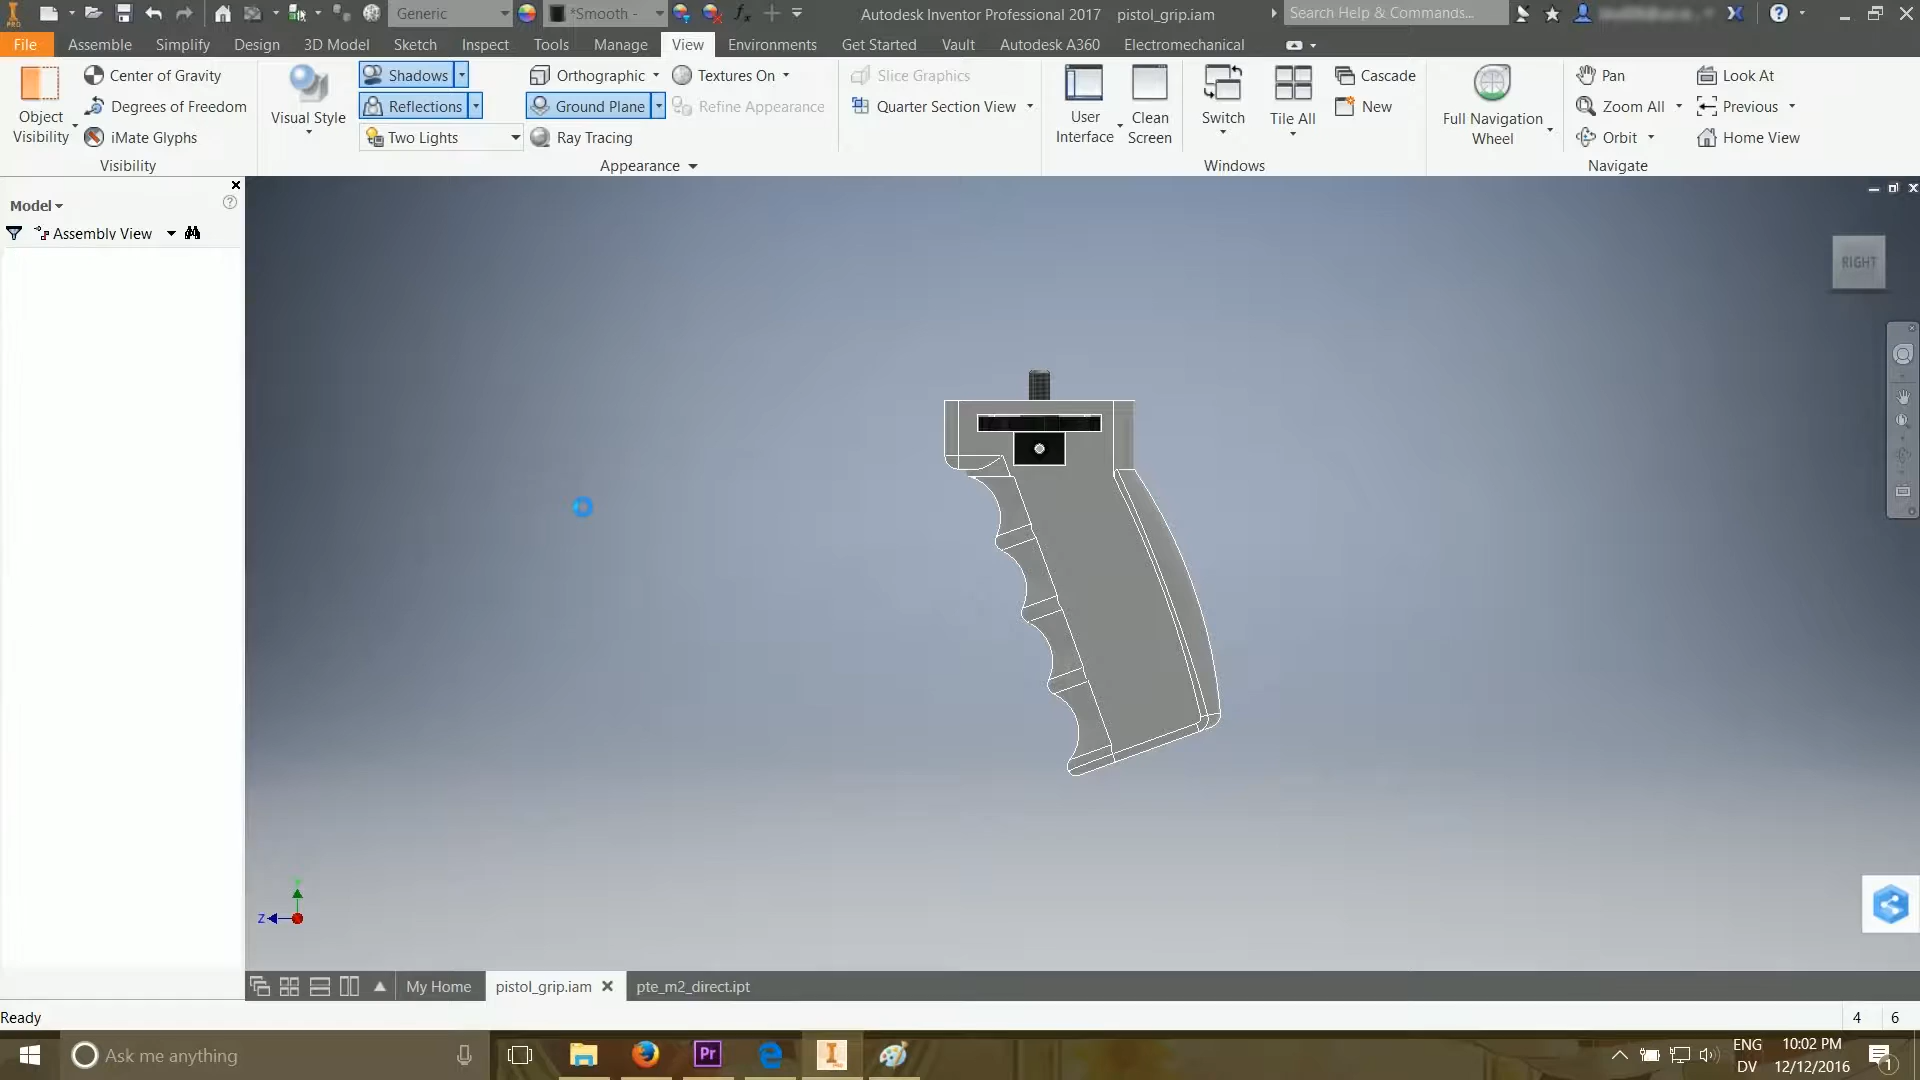 Generic
*Smooth -
Autodesk Inventor Professional 2017 pistol_grip.iam
Search Help & Commands...
PRO
File Assemble Simplify Design 3D Model Sketch Inspect Tools Manage View Environments Get Started Vault Autodesk A360 Electromechanical
Object Visibility
Center of Gravity
Degrees of Freedom
iMate Glyphs
Visibility
Visual Style
Shadows
Reflections
Two Lights
Orthographic
Ground Plane
Ray Tracing
Textures On
Refine Appearance
Appearance
Slice Graphics
Quarter Section View
User Interface
Clean Screen
Switch
Tile All
Cascade
New
Windows
Full Navigation Wheel
Pan
Zoom All
Orbit
Look At
Previous
Home View
Navigate
Model
Assembly View
RIGHT
Z
My Home pistol_grip.iam pte_m2_direct.ipt
Ready
4 6
Ask me anything
Pr
ENG
DV
10:02 PM
12/12/2016
1